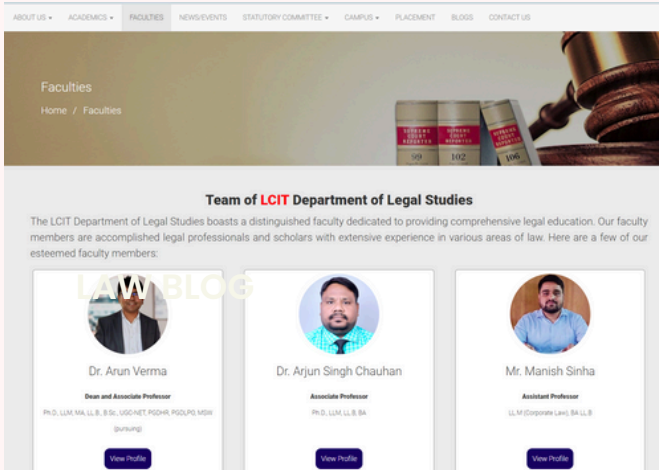 ABOUT US ACADEMICS FACULTIES NEWS/EVENTS STATUTORY COMMITTEE CAMPUS PLACEMENT BLOGS CONTACT US
Faculties
Home / Faculties
SUPREME COURT REPORTER 99
SUPREME COURT REPORTER 102
SUPREME COURT REPORTER 106
Team of LCIT Department of Legal Studies
The LCIT Department of Legal Studies boasts a distinguished faculty dedicated to providing comprehensive legal education. Our faculty
members are accomplished legal professionals and scholars with extensive experience in various areas of law. Here are a few of our
esteemed faculty members:
LAW BLOG
Dr. Arun Verma
Dean and Associate Professor
Ph.D., LLM, MA, LL.B., B.Sc., UGC-NET, PGDHR, PGDLPG, MSW
(pursuing)
View Profile
Dr. Arjun Singh Chauhan
Associate Professor
Ph.D., LLM, LL.B, BA
View Profile
Mr. Manish Sinha
Assistant Professor
LL.M (Corporate Law), BA LL.B
View Profile